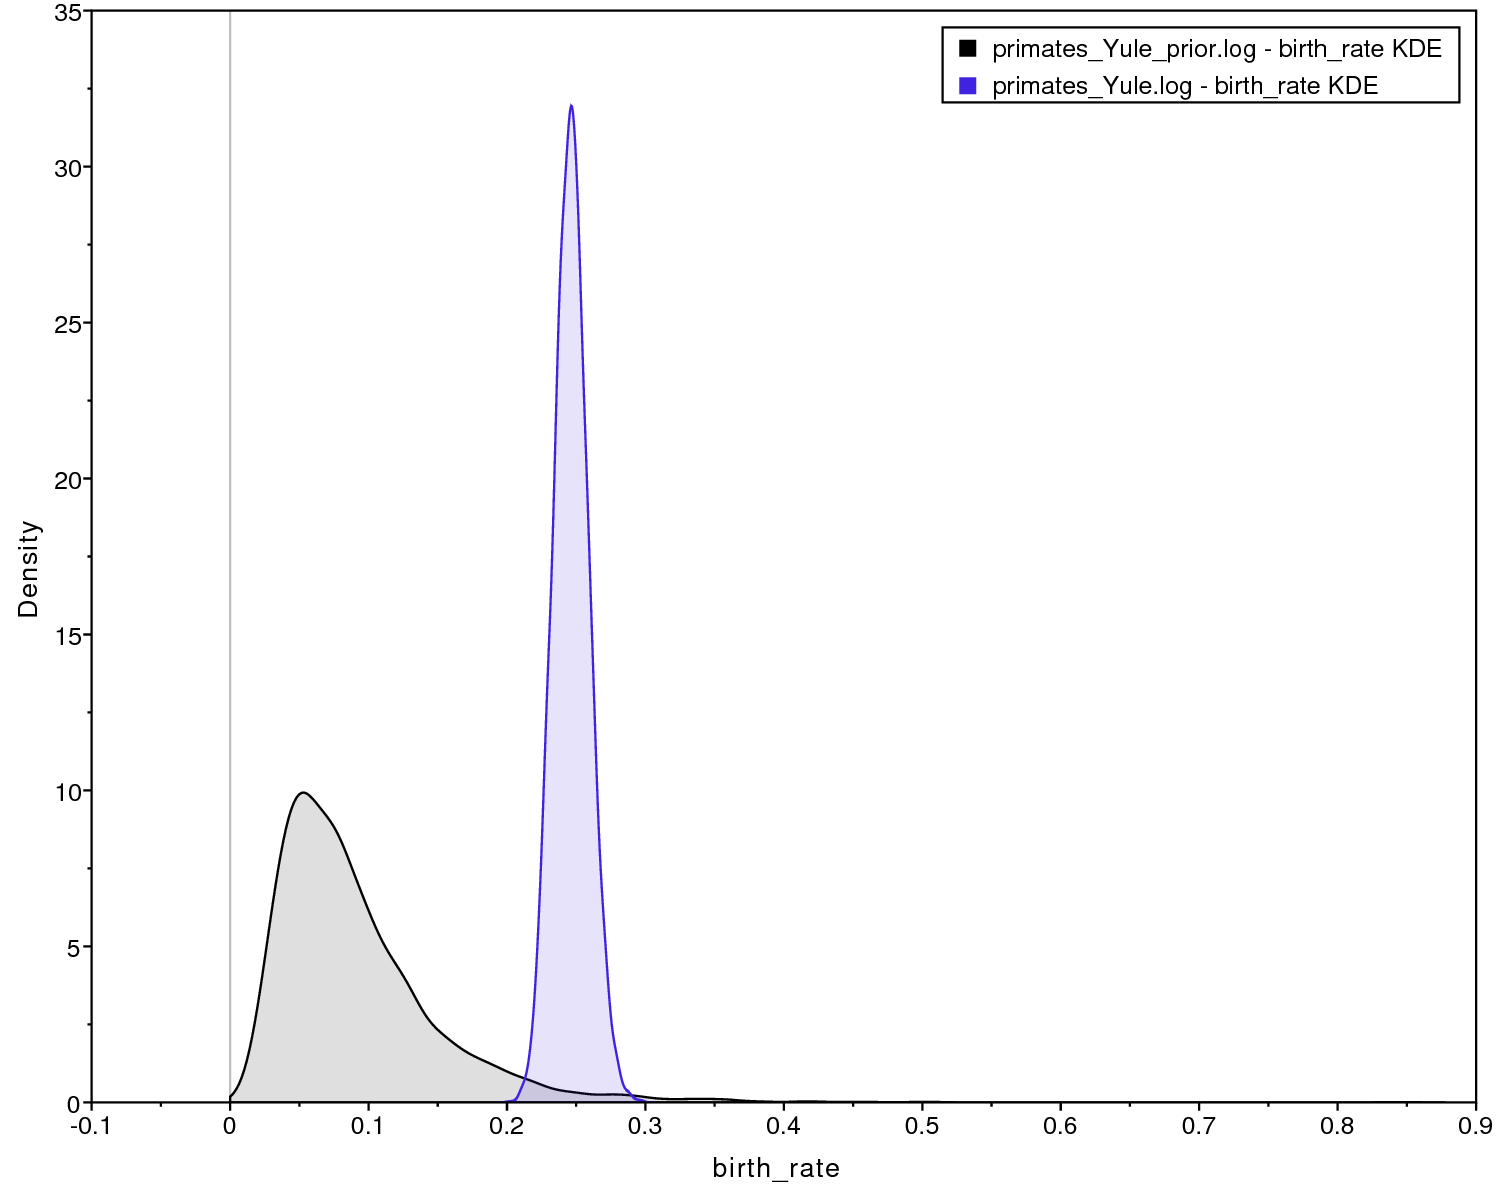 35
30
25
20
15
10
5
0
Density
primates_Yule_prior.log - birth_rate KDE
primates_Yule.log - birth_rate KDE
-0.1 0 0.1 0.2 0.3 0.4 0.5 0.6 0.7 0.8 0.9
birth_rate